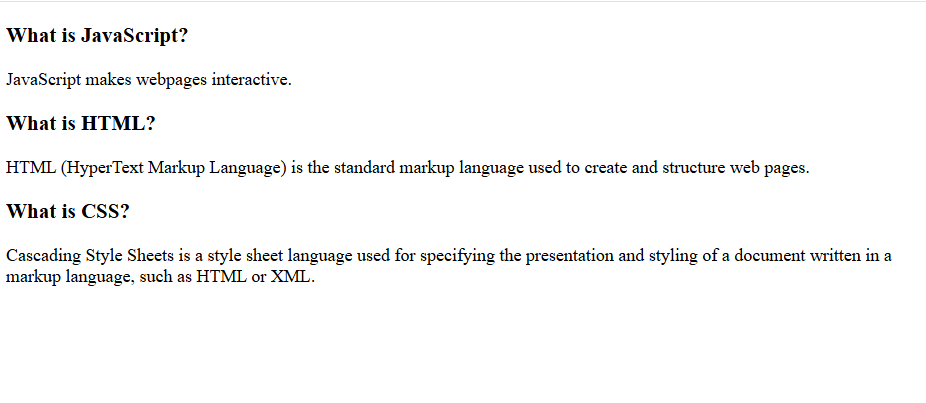 What is JavaScript?
JavaScript makes webpages interactive.
What is HTML?
HTML (HyperText Markup Language) is the standard markup language used to create and structure web pages.
What is CSS?
Cascading Style Sheets is a style sheet language used for specifying the presentation and styling of a document written in a
markup language, such as HTML or XML.